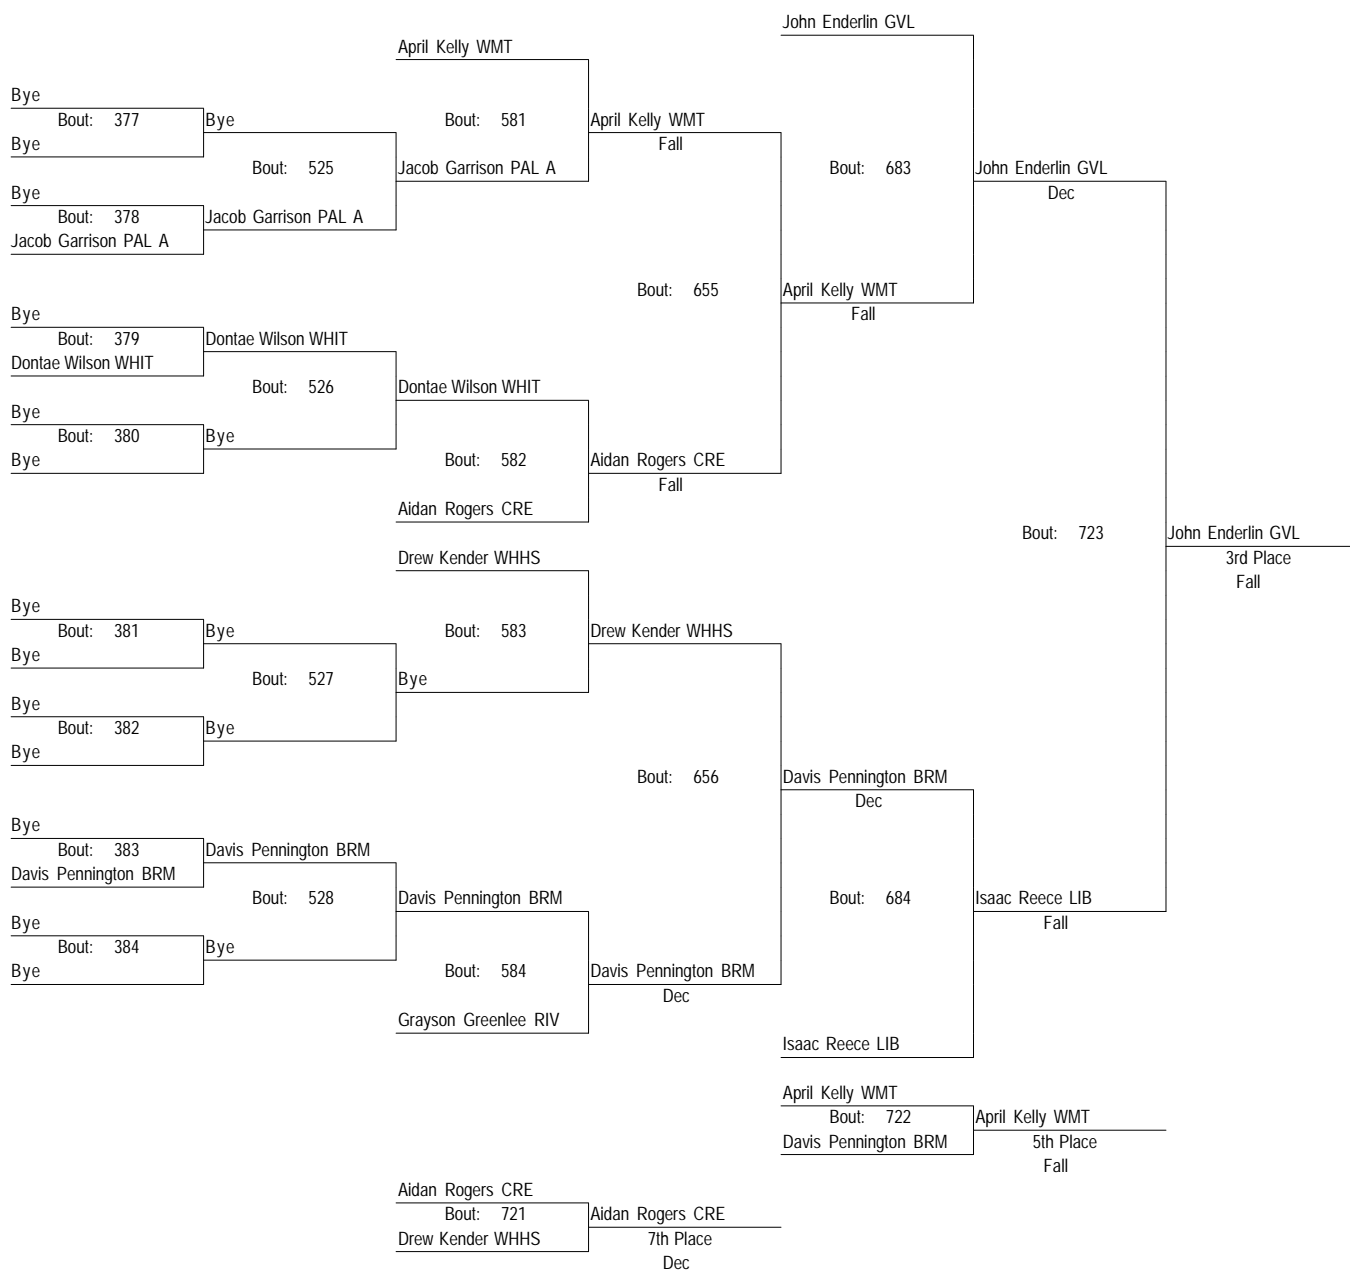 John Enderlin GVL
April Kelly WMT
Bye
Bout: 377
Bye
Bye
Bout: 581
April Kelly WMT
Fall
Bout: 525
Jacob Garrison PAL A
Bout: 683
John Enderlin GVL
Dec
Bye
Bout: 378
Jacob Garrison PAL A
Jacob Garrison PAL A
Bout: 655
April Kelly WMT
Fall
Bye
Bout: 379
Dontae Wilson WHIT
Dontae Wilson WHIT
Bout: 526
Dontae Wilson WHIT
Bye
Bout: 380
Bye
Bye
Bout: 582
Aidan Rogers CRE
Fall
Aidan Rogers CRE
Bout: 723
John Enderlin GVL
3rd Place
Fall
Drew Kender WHHS
Bye
Bout: 381
Bye
Bye
Bout: 583
Drew Kender WHHS
Bout: 527
Bye
Bye
Bout: 382
Bye
Bye
Bout: 656
Davis Pennington BRM
Dec
Bye
Bout: 383
Davis Pennington BRM
Davis Pennington BRM
Bout: 528
Davis Pennington BRM
Bout: 684
Isaac Reece LIB
Fall
Bye
Bout: 384
Bye
Bye
Bout: 584
Davis Pennington BRM
Dec
Grayson Greenlee RIV
Isaac Reece LIB
April Kelly WMT
Bout: 722
Davis Pennington BRM
April Kelly WMT
5th Place
Fall
Aidan Rogers CRE
Bout: 721
Drew Kender WHHS
Aidan Rogers CRE
7th Place
Dec